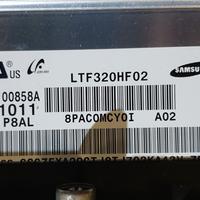 A US
LTF320HF02
SAMSUNG
00858A
1011
P8AL
8PAC0MCY0I A02